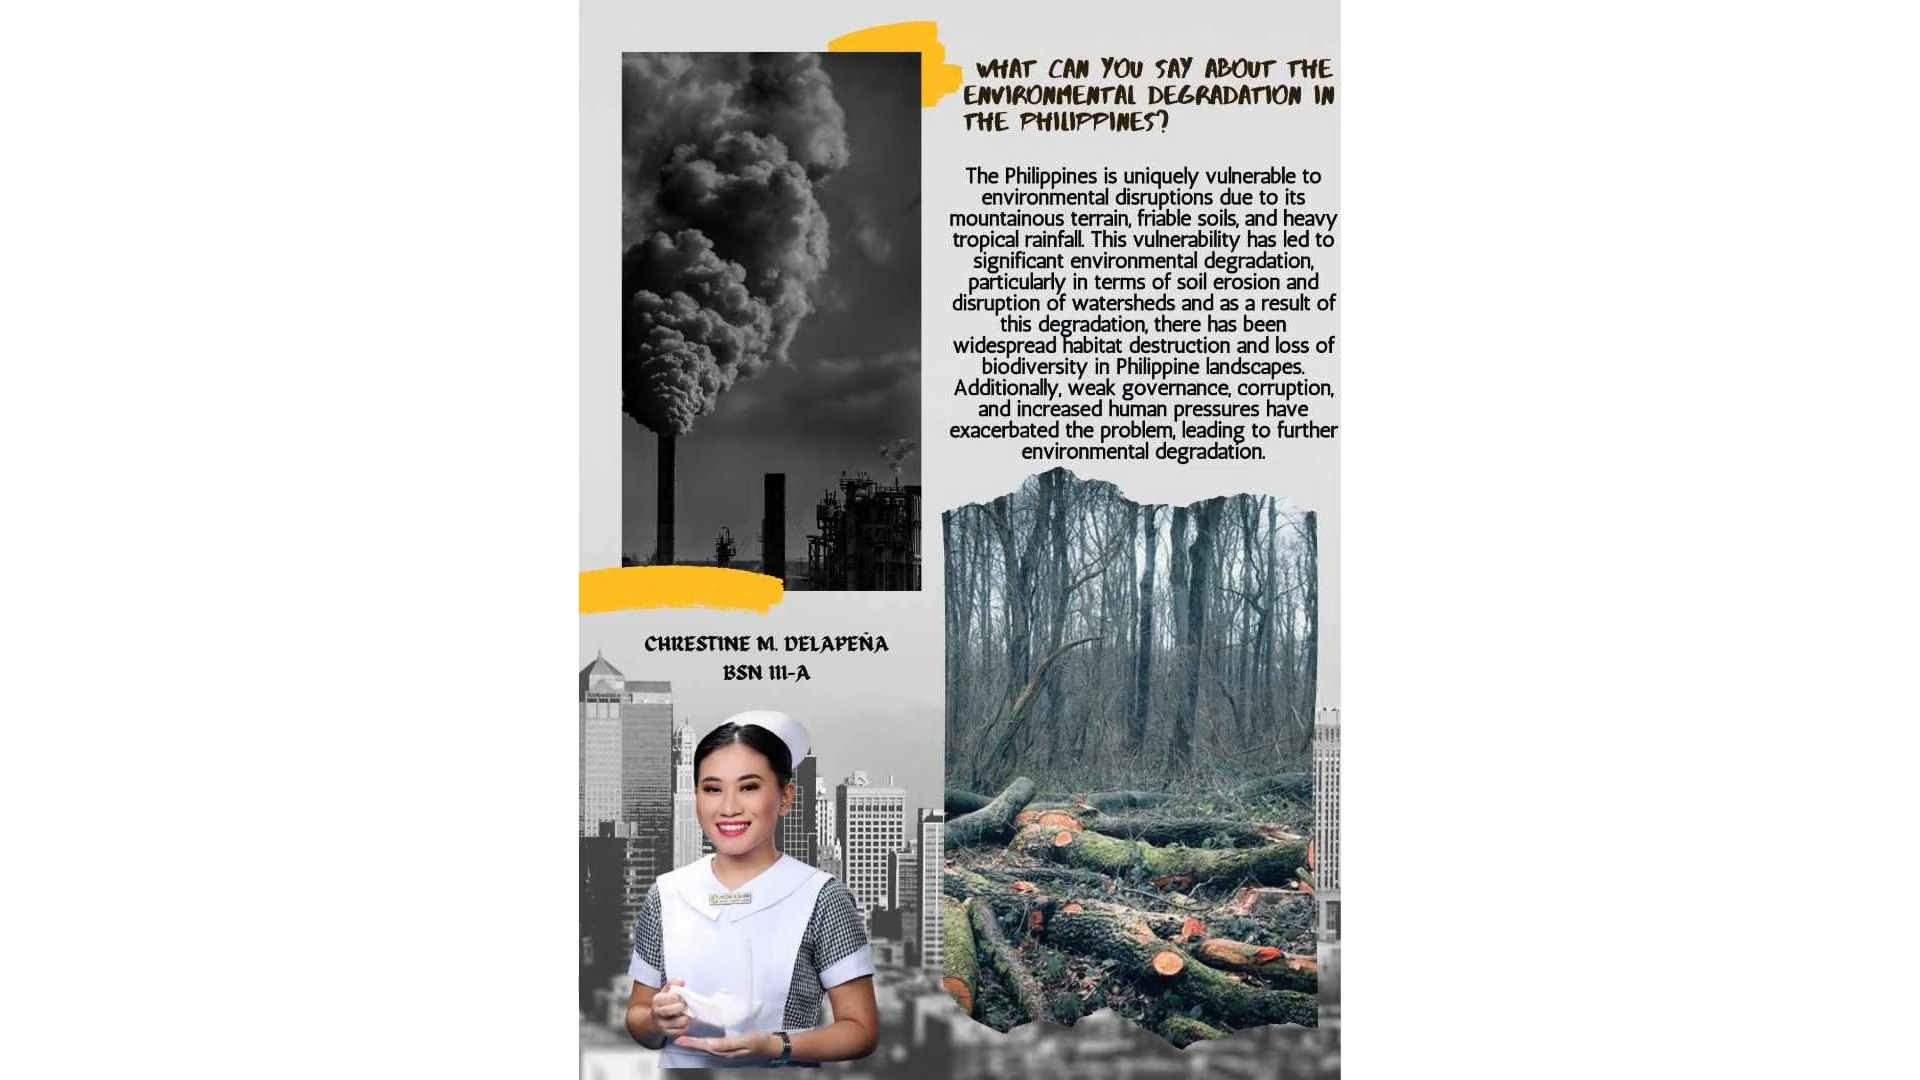 WHAT CAN YOU SAY ABOUT THE
ENVIRONMENTAL DEGRADATION IN
THE PHILIPPINES?
The Philippines is uniquely vulnerable to
environmental disruptions due to its
mountainous terrain, friable soils, and heavy
tropical rainfall. This vulnerability has led to
significant environmental degradation,
particularly in terms of soil erosion and
disruption of watersheds and as a result of
this degradation, there has been
widespread habitat destruction and loss of
biodiversity in Philippine landscapes.
Additionally, weak governance, corruption,
and increased human pressures have
exacerbated the problem, leading to further
environmental degradation.
CHRESTINE M. DELAPEÑA
BSN III-A